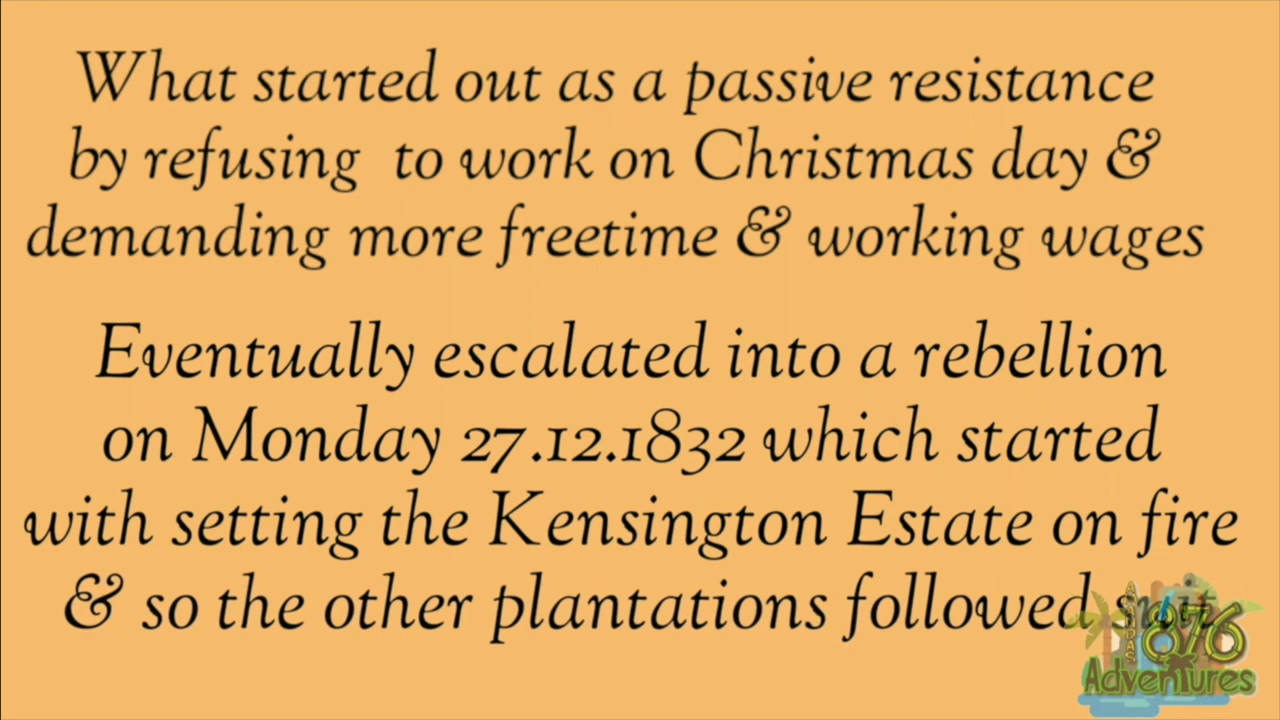 What started out as a passive resistance
by refusing to work on Christmas day &
demanding more freetime & working wages
Eventually escalated into a rebellion
on Monday 27.12.1832 which started
with setting the Kensington Estate on fire
& so the other plantations followed suit
876
Adventures